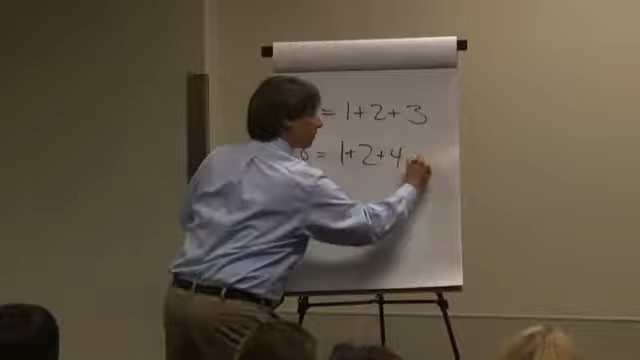 = 1+2+3
= 1+2+4